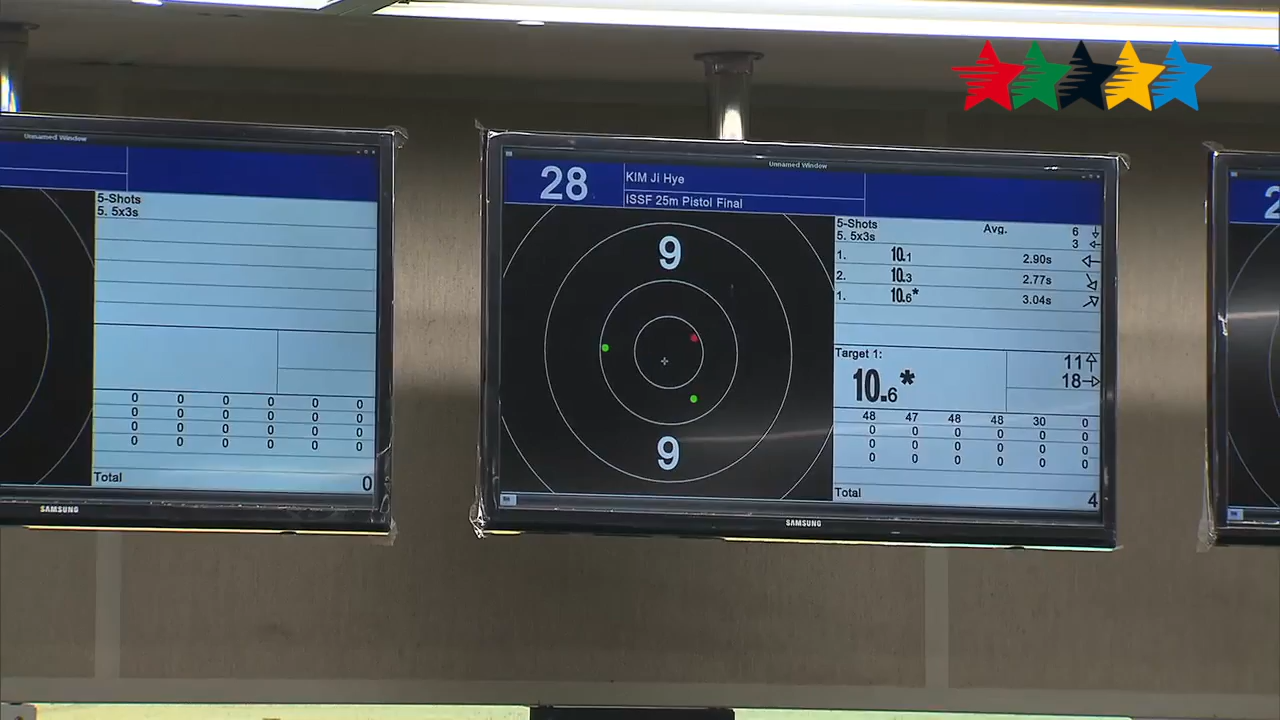 Unnamed Window
5-Shots
5. 5x3s
0 0 0 0 0 0
0 0 0 0 0 0
0 0 0 0 0 0
0 0 0 0 0 0
Total 0
SAMSUNG
Unnamed Window
28 KIM Ji Hye
ISSF 25m Pistol Final
9
9
5-Shots Avg. 6
5. 5x3s 3
1. 10.1 2.90s
2. 10.3 2.77s
1. 10.6* 3.04s
Target 1: 11
10.6* 18
48 47 48 48 30 0
0 0 0 0 0 0
0 0 0 0 0 0
0 0 0 0 0 0
Total 4
SAMSUNG
2